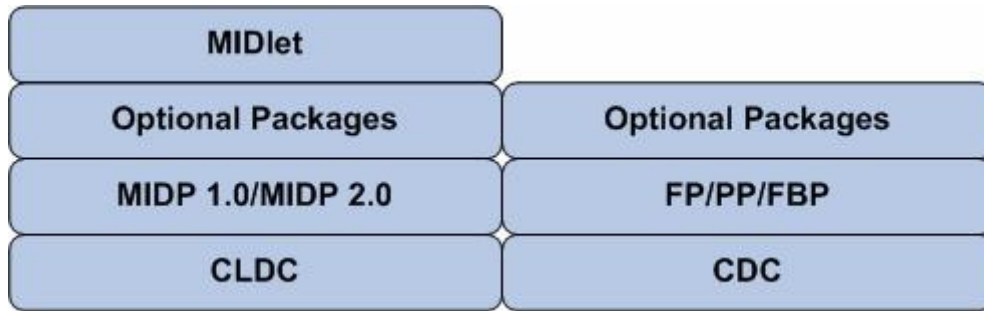 MIDlet
Optional Packages
Optional Packages
MIDP 1.0/MIDP 2.0
FP/PP/FBP
CLDC
CDC